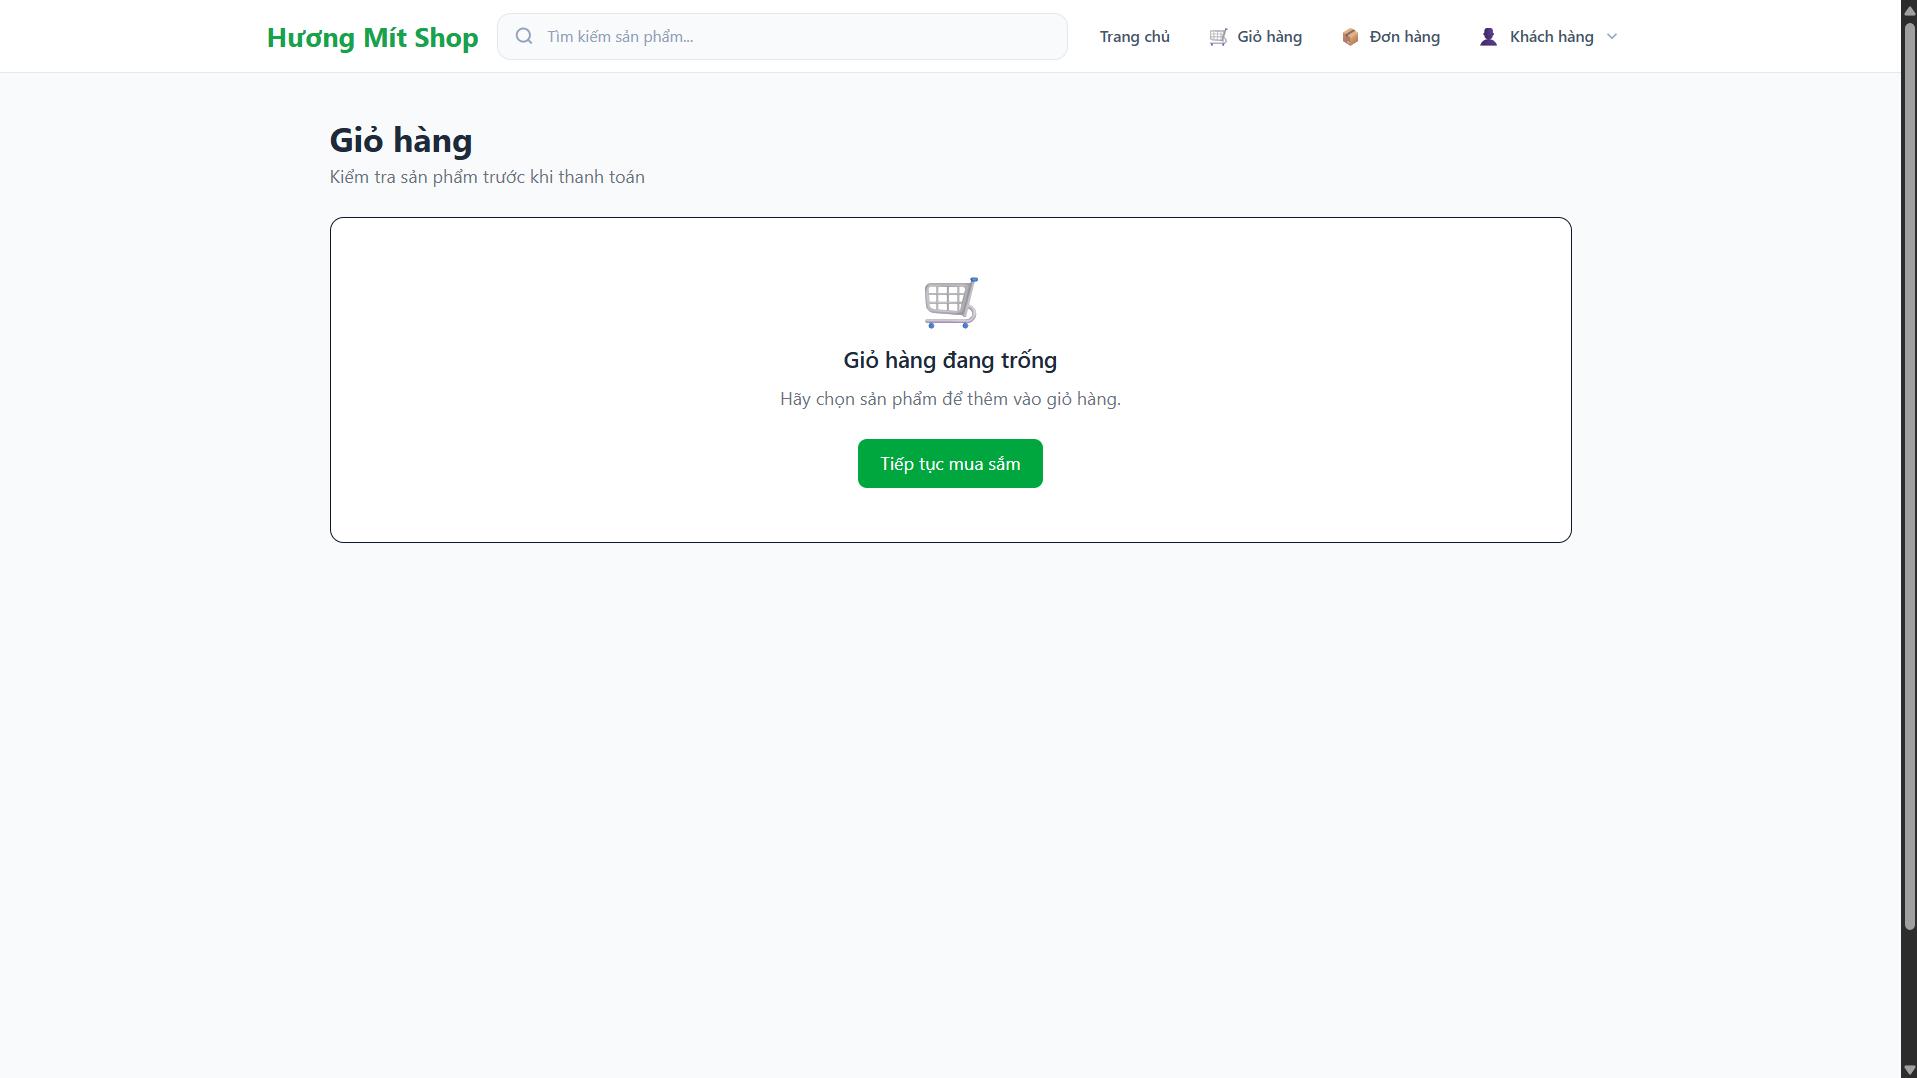 Hương Mít Shop
Tìm kiếm sản phẩm...
Trang chủ
Giỏ hàng
Đơn hàng
Khách hàng
Giỏ hàng
Kiểm tra sản phẩm trước khi thanh toán
Giỏ hàng đang trống
Hãy chọn sản phẩm để thêm vào giỏ hàng.
Tiếp tục mua sắm